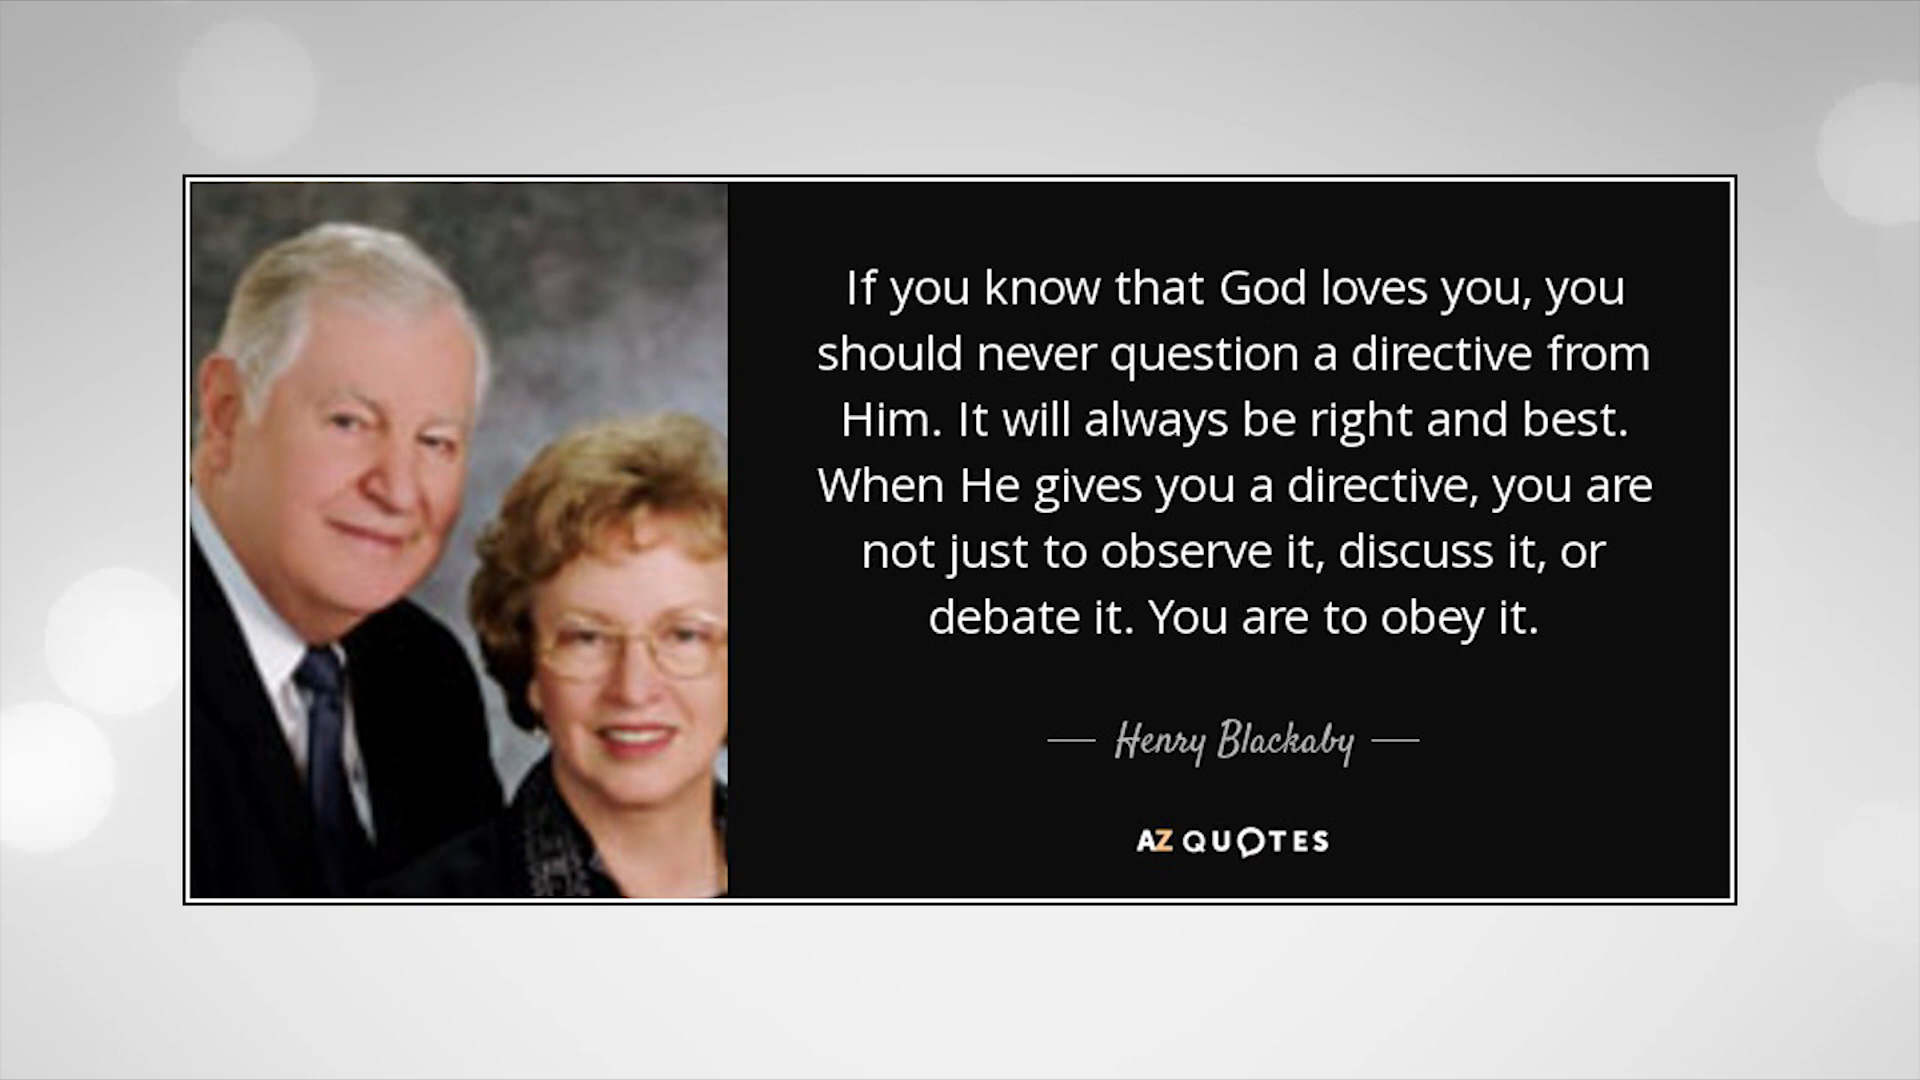 If you know that God loves you, you
should never question a directive from
Him. It will always be right and best.
When He gives you a directive, you are
not just to observe it, discuss it, or
debate it. You are to obey it.
Henry Blackaby
AZ QUOTES